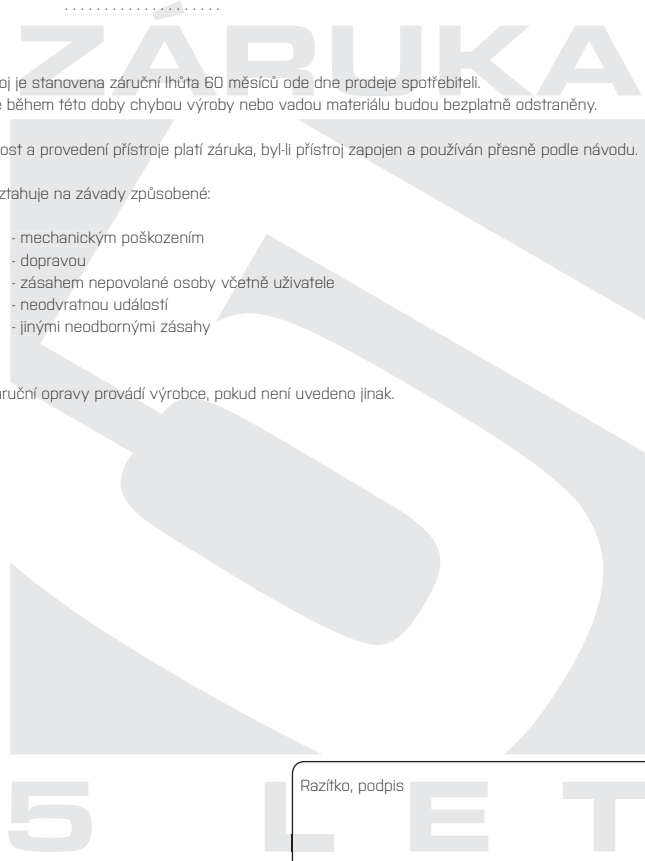 . . . . . . . . . . . . . . . . . . . .
ZÁRUKA
oj je stanovena záruční lhůta 60 měsíců ode dne prodeje spotřebiteli.
e během této doby chybou výroby nebo vadou materiálu budou bezplatně odstraněny.
ost a provedení přístroje platí záruka, byl-li přístroj zapojen a používán přesně podle návodu.
ztahuje na závady způsobené:
- mechanickým poškozením
- dopravou
- zásahem nepovolané osoby včetně uživatele
- neodvratnou událostí
- jinými neodbornými zásahy
áruční opravy provádí výrobce, pokud není uvedeno jinak.
5
Razítko, podpis
5 LET